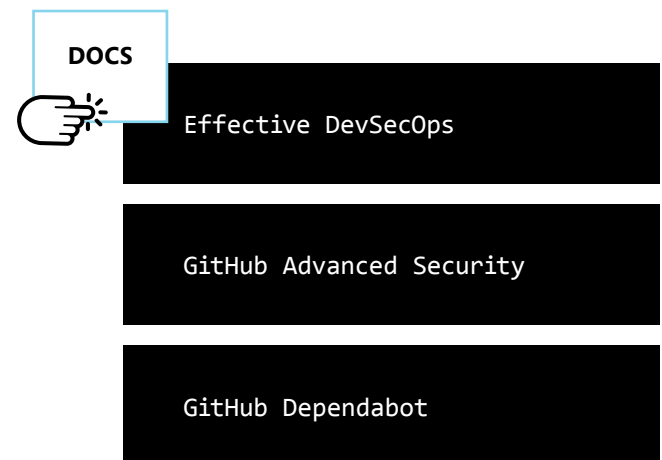 DOCS
Effective DevSecOps
GitHub Advanced Security
GitHub Dependabot